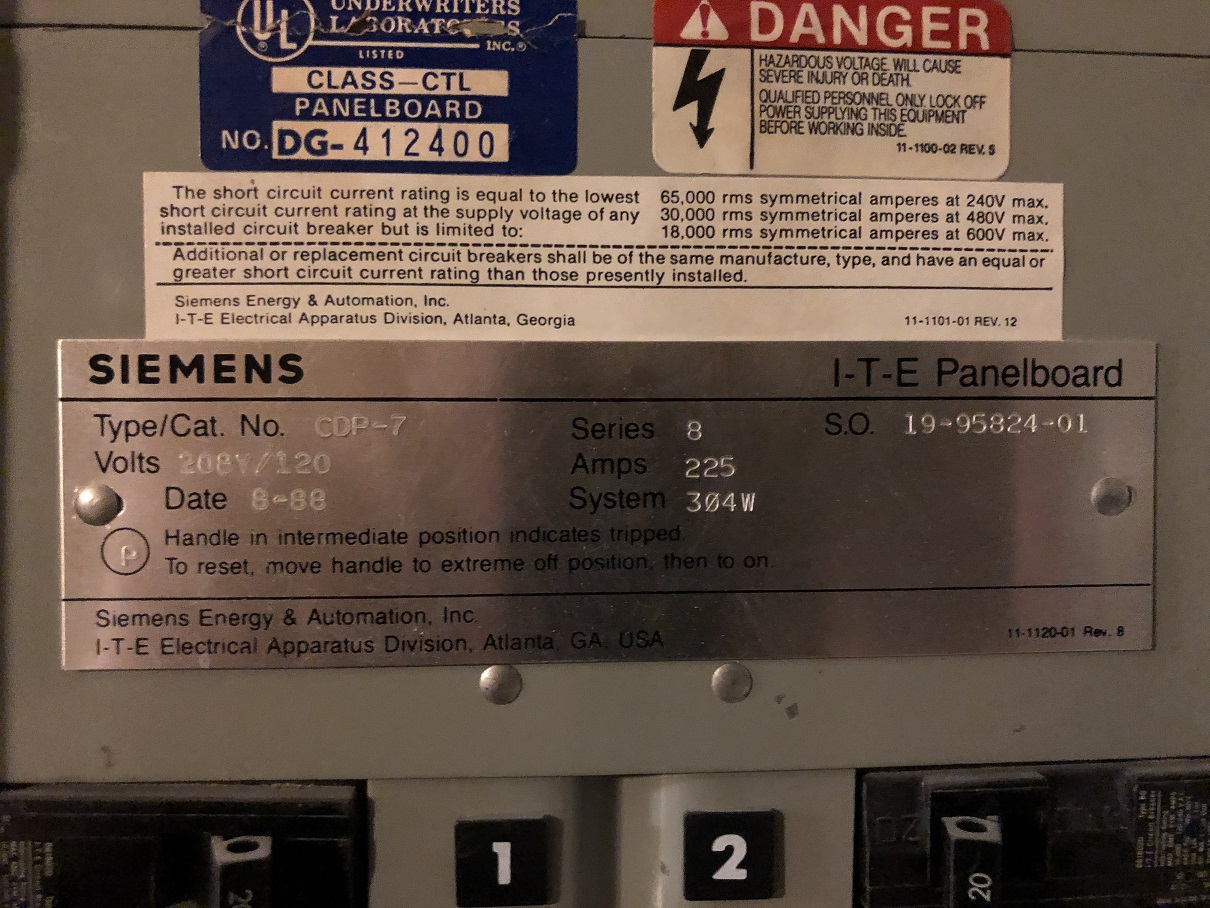 UNDERWRITERS
LABORATORIES
INC.®
UL
®
LISTED
CLASS-CTL
PANELBOARD
NO. DG-412400
DANGER
HAZARDOUS VOLTAGE. WILL CAUSE
SEVERE INJURY OR DEATH.
QUALIFIED PERSONNEL ONLY. LOCK OFF
POWER SUPPLYING THIS EQUIPMENT
BEFORE WORKING INSIDE.
11-1100-02 REV. 5
The short circuit current rating is equal to the lowest
short circuit current rating at the supply voltage of any
installed circuit breaker but is limited to:
65,000 rms symmetrical amperes at 240V max.
30,000 rms symmetrical amperes at 480V max.
18,000 rms symmetrical amperes at 600V max.
Additional or replacement circuit breakers shall be of the same manufacture, type, and have an equal or
greater short circuit current rating than those presently installed.
Siemens Energy & Automation, Inc.
I-T-E Electrical Apparatus Division, Atlanta, Georgia
11-1101-01 REV. 12
SIEMENS
I-T-E Panelboard
Type/Cat. No. CDP-7 Series 8 S.O. 19-95824-01
Volts 208Y/120 Amps 225
Date 8-88 System 3Ø4W
P
Handle in intermediate position indicates tripped.
To reset, move handle to extreme off position, then to on.
Siemens Energy & Automation, Inc.
I-T-E Electrical Apparatus Division, Atlanta, GA. USA
11-1120-01 Rev. 8
1
2
20
20